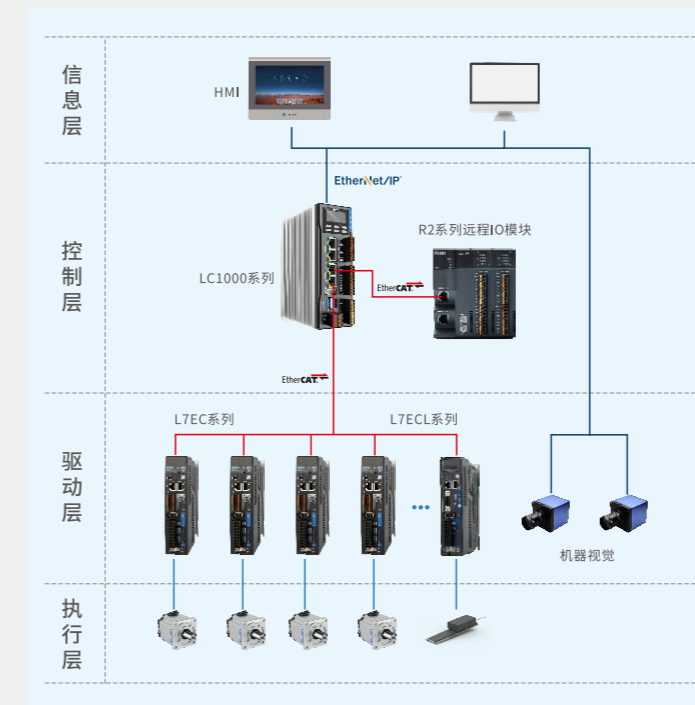 信息层
HMI
EtherNet/IP
控制层
R2系列远程IO模块
LC1000系列
EtherCAT
EtherCAT
驱动层
L7EC系列
L7ECL系列
机器视觉
执行层